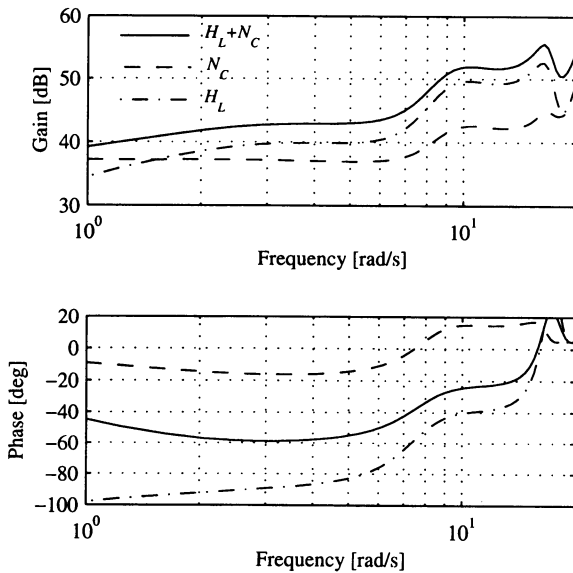 60
50
40
30
Gain [dB]
H_L+N_C
N_C
H_L
10^0
10^1
Frequency [rad/s]
20
0
−20
−40
−60
−80
−100
Phase [deg]
10^0
10^1
Frequency [rad/s]